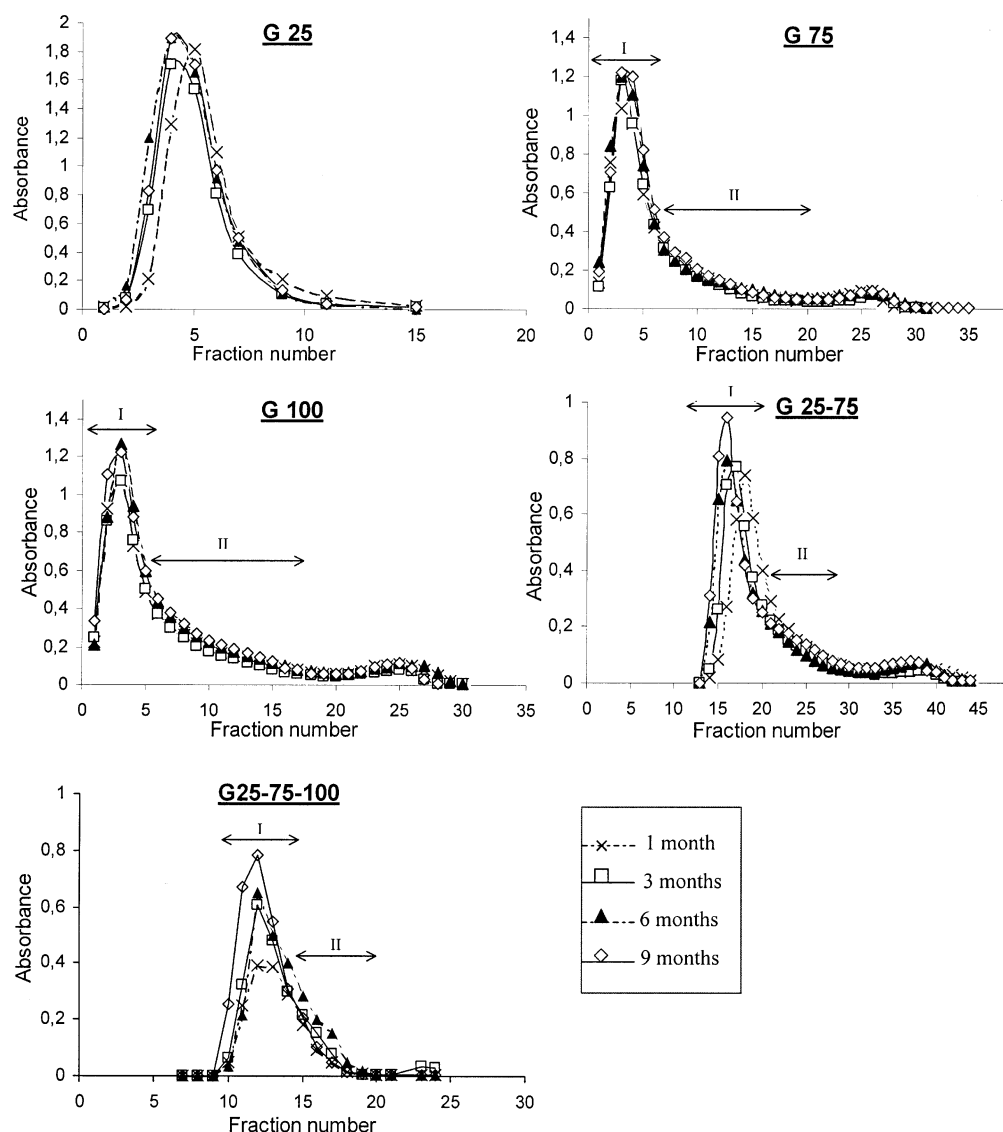 G 25
Absorbance
2
1,8
1,6
1,4
1,2
1
0,8
0,6
0,4
0,2
0
0 5 10 15 20
Fraction number
G 75
I
II
Absorbance
1,4
1,2
1
0,8
0,6
0,4
0,2
0
0 5 10 15 20 25 30 35
Fraction number
G 100
I
II
Absorbance
1,4
1,2
1
0,8
0,6
0,4
0,2
0
0 5 10 15 20 25 30 35
Fraction number
G 25-75
I
II
Absorbance
1
0,8
0,6
0,4
0,2
0
0 5 10 15 20 25 30 33 40 44
Fraction number
G25-75-100
I
II
Absorbance
1
0,8
0,6
0,4
0,2
0
0 5 10 15 20 25 30
Fraction number
1 month
3 months
6 months
9 months